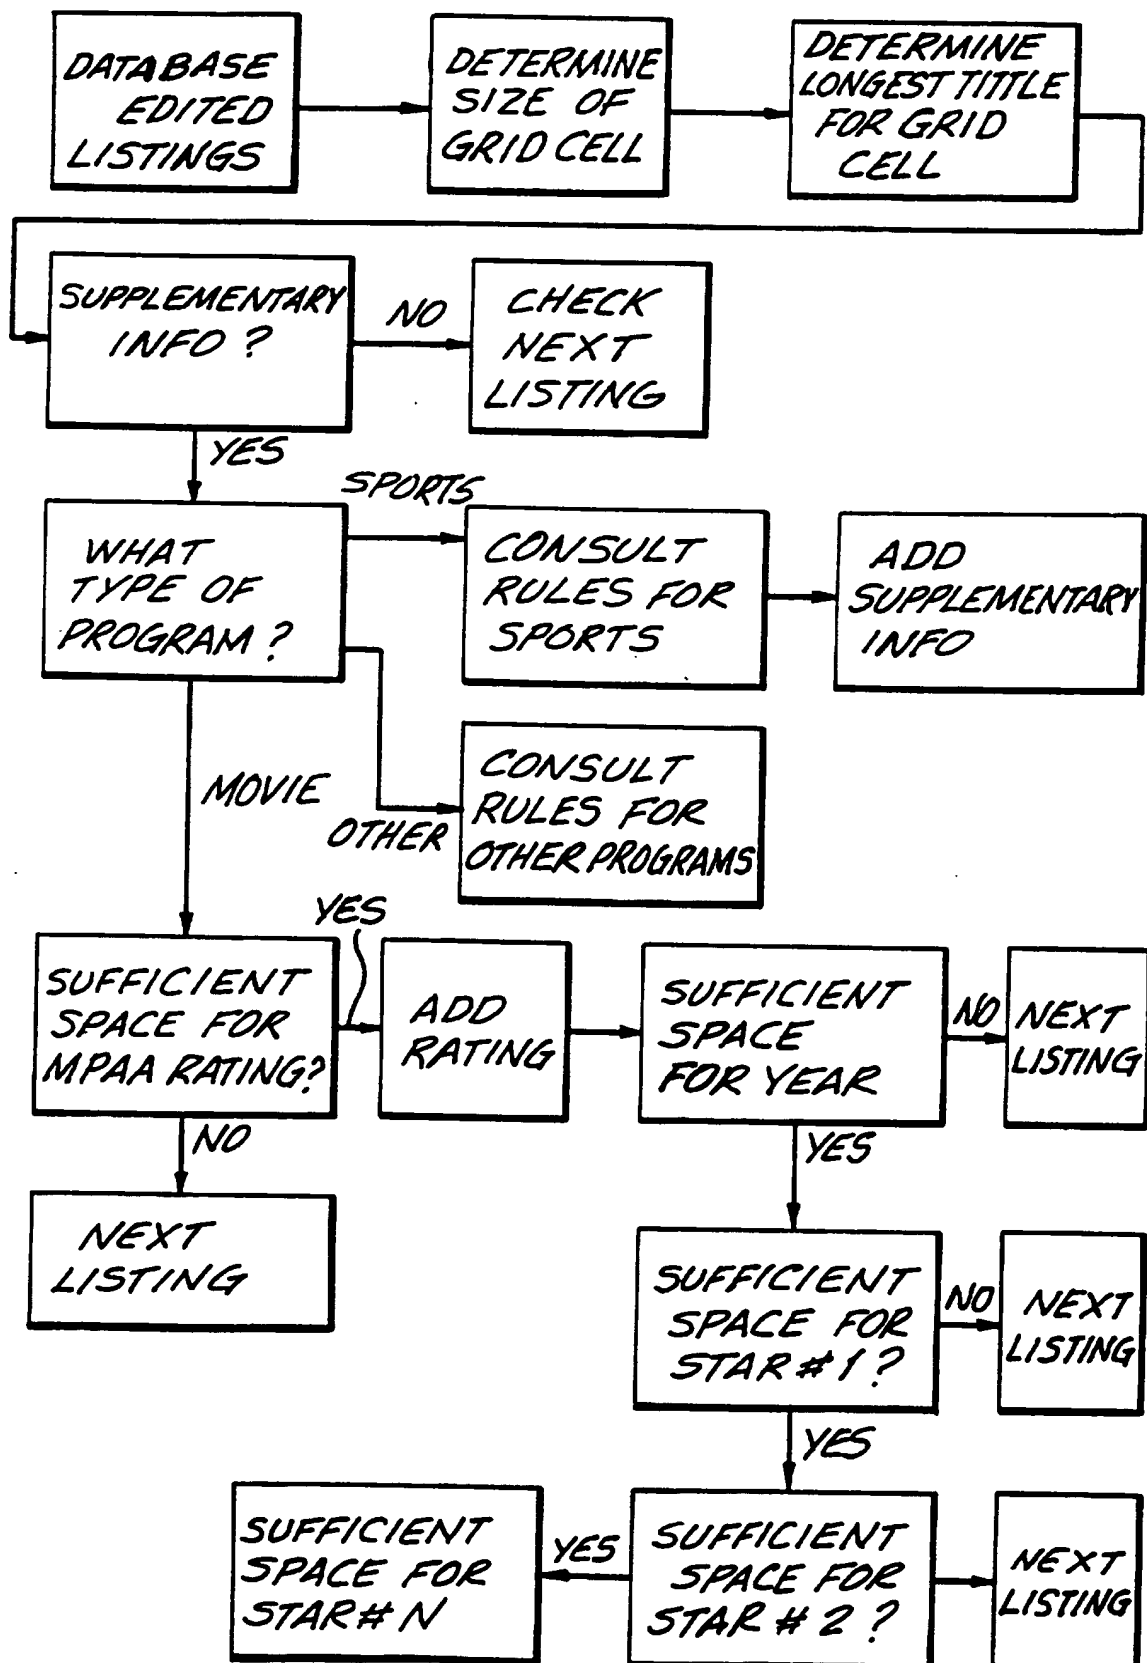 DATABASE
EDITED
LISTINGS
DETERMINE
SIZE OF
GRID CELL
DETERMINE
LONGEST TITTLE
FOR GRID
CELL
SUPPLEMENTARY
INFO ?
NO
CHECK
NEXT
LISTING
YES
WHAT
TYPE OF
PROGRAM ?
SPORTS
CONSULT
RULES FOR
SPORTS
ADD
SUPPLEMENTARY
INFO
OTHER
CONSULT
RULES FOR
OTHER PROGRAMS
MOVIE
SUFFICIENT
SPACE FOR
MPAA RATING?
YES
ADD
RATING
SUFFICIENT
SPACE
FOR YEAR
NO
NEXT
LISTING
NO
NEXT
LISTING
YES
SUFFICIENT
SPACE FOR
STAR # 1 ?
NO
NEXT
LISTING
YES
SUFFICIENT
SPACE FOR
STAR # 2 ?
NEXT
LISTING
YES
SUFFICIENT
SPACE FOR
STAR # N